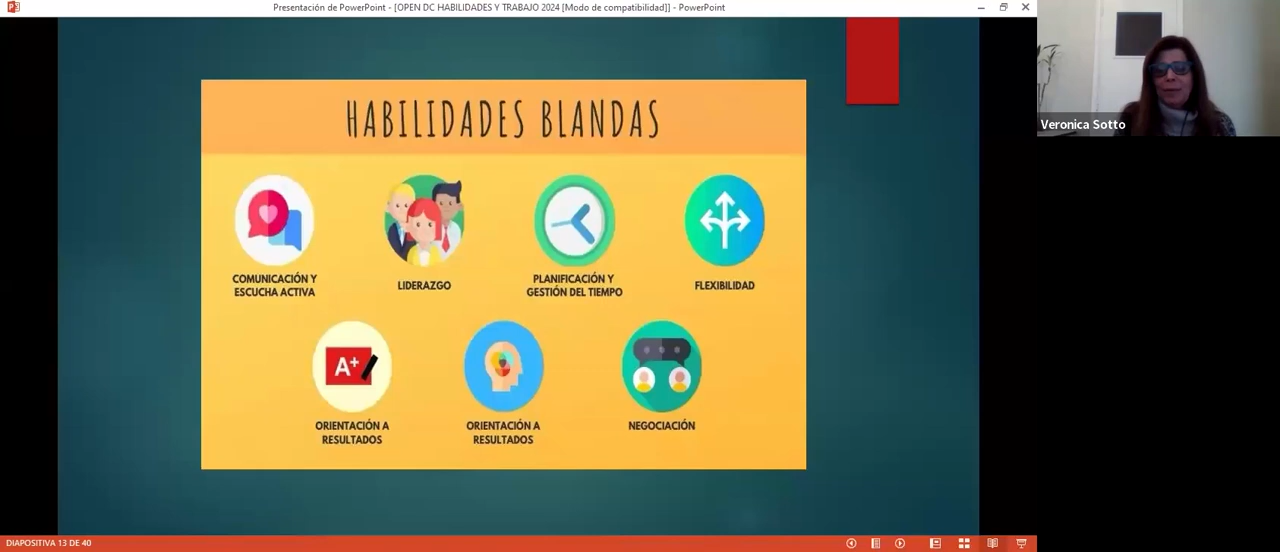 Presentación de PowerPoint - [OPEN DC HABILIDADES Y TRABAJO 2024 [Modo de compatibilidad]] - PowerPoint
Veronica Sotto
HABILIDADES BLANDAS
COMUNICACIÓN Y
ESCUCHA ACTIVA
LIDERAZGO
PLANIFICACIÓN Y
GESTIÓN DEL TIEMPO
FLEXIBILIDAD
A+
ORIENTACIÓN A
RESULTADOS
ORIENTACIÓN A
RESULTADOS
NEGOCIACIÓN
DIAPOSITIVA 13 DE 40